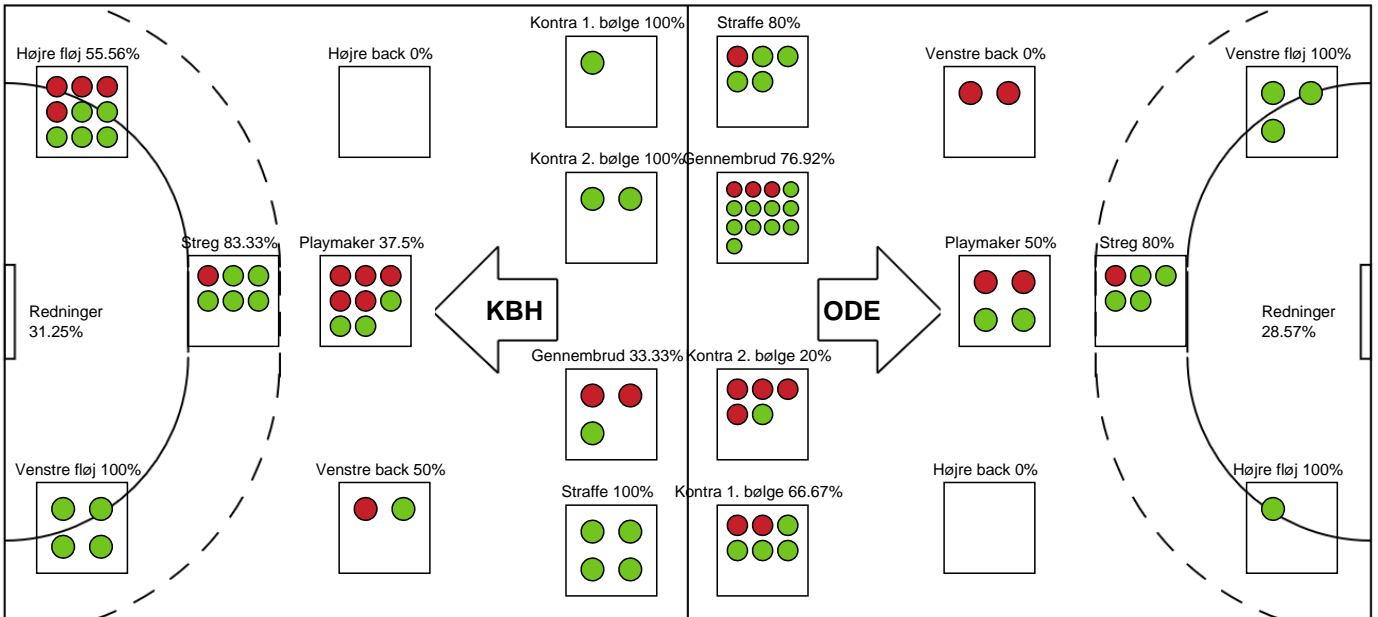 Kontra 1. bølge 100%
Straffe 80%
Højre fløj 55.56%
Højre back 0%
Venstre back 0%
Venstre fløj 100%
Kontra 2. bølge 100%
Gennembrud 76.92%
Streg 83.33%
Playmaker 37.5%
Playmaker 50%
Streg 80%
Redninger
31.25%
KBH
ODE
Redninger
28.57%
Gennembrud 33.33%
Kontra 2. bølge 20%
Venstre fløj 100%
Venstre back 50%
Straffe 100%
Kontra 1. bølge 66.67%
Højre back 0%
Højre fløj 100%